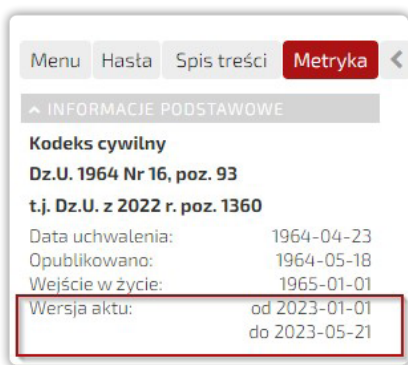 Menu Hasła Spis treści Metryka
INFORMACJE PODSTAWOWE
Kodeks cywilny
Dz.U. 1964 Nr 16, poz. 93
t.j. Dz.U. z 2022 r. poz. 1360
Data uchwalenia: 1964-04-23
Opublikowano: 1964-05-18
Wejście w życie: 1965-01-01
Wersja aktu: od 2023-01-01
do 2023-05-21